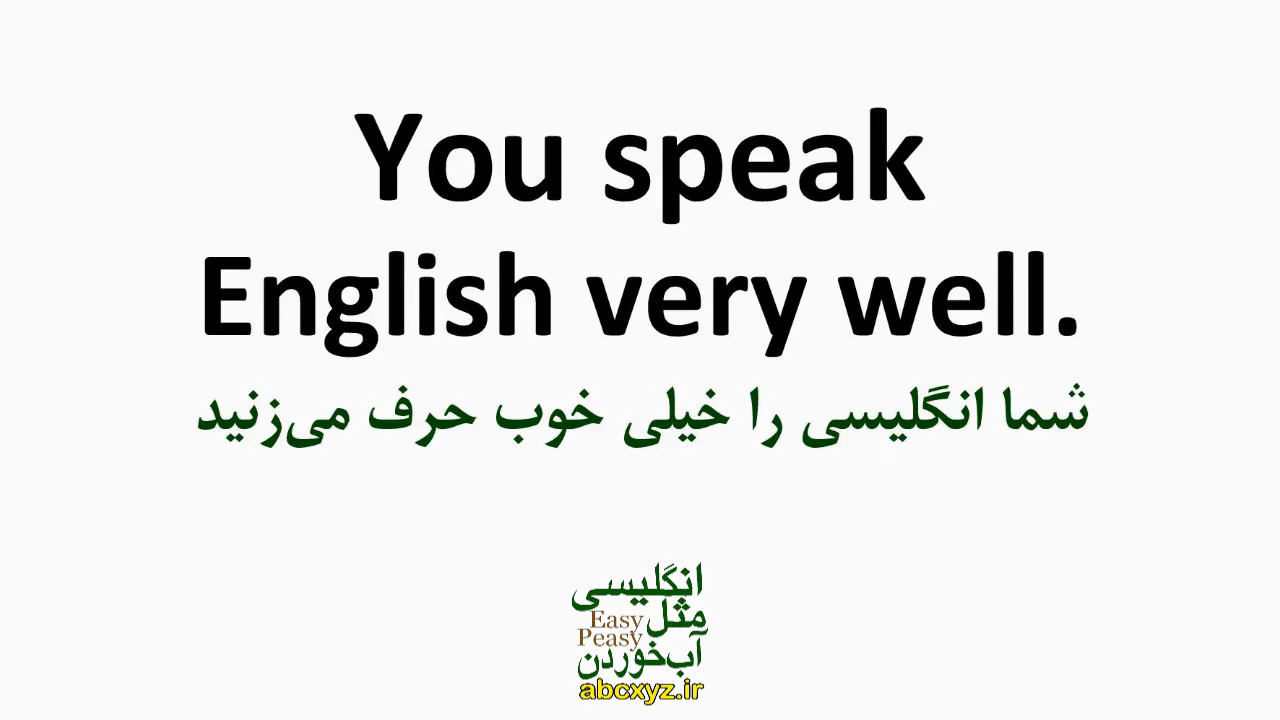 You speak
English very well.
شما انگلیسی را خیلی خوب حرف می‌زنید
انگلیسی
مثل
Easy
Peasy
آب‌خوردن
abcxyz.ir